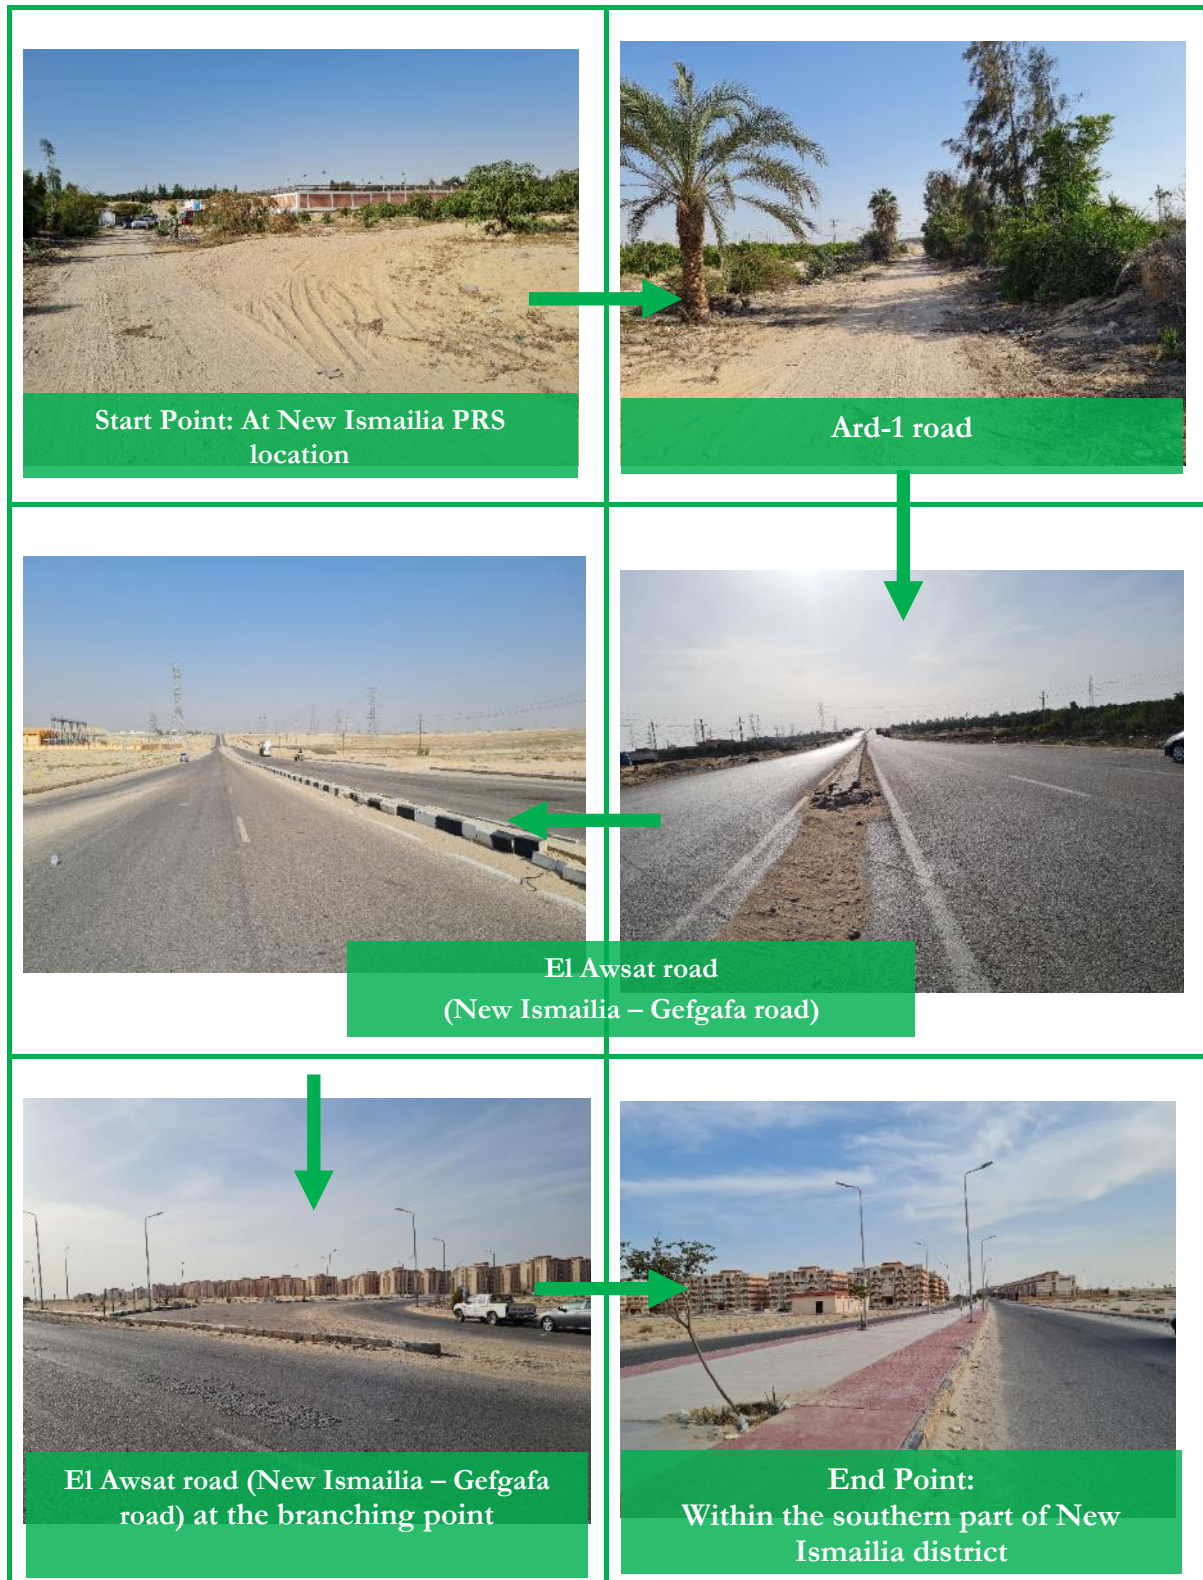 Start Point: At New Ismailia PRS
location
Ard-1 road
El Awsat road
(New Ismailia – Gefgafa road)
El Awsat road (New Ismailia – Gefgafa
road) at the branching point
End Point:
Within the southern part of New
Ismailia district